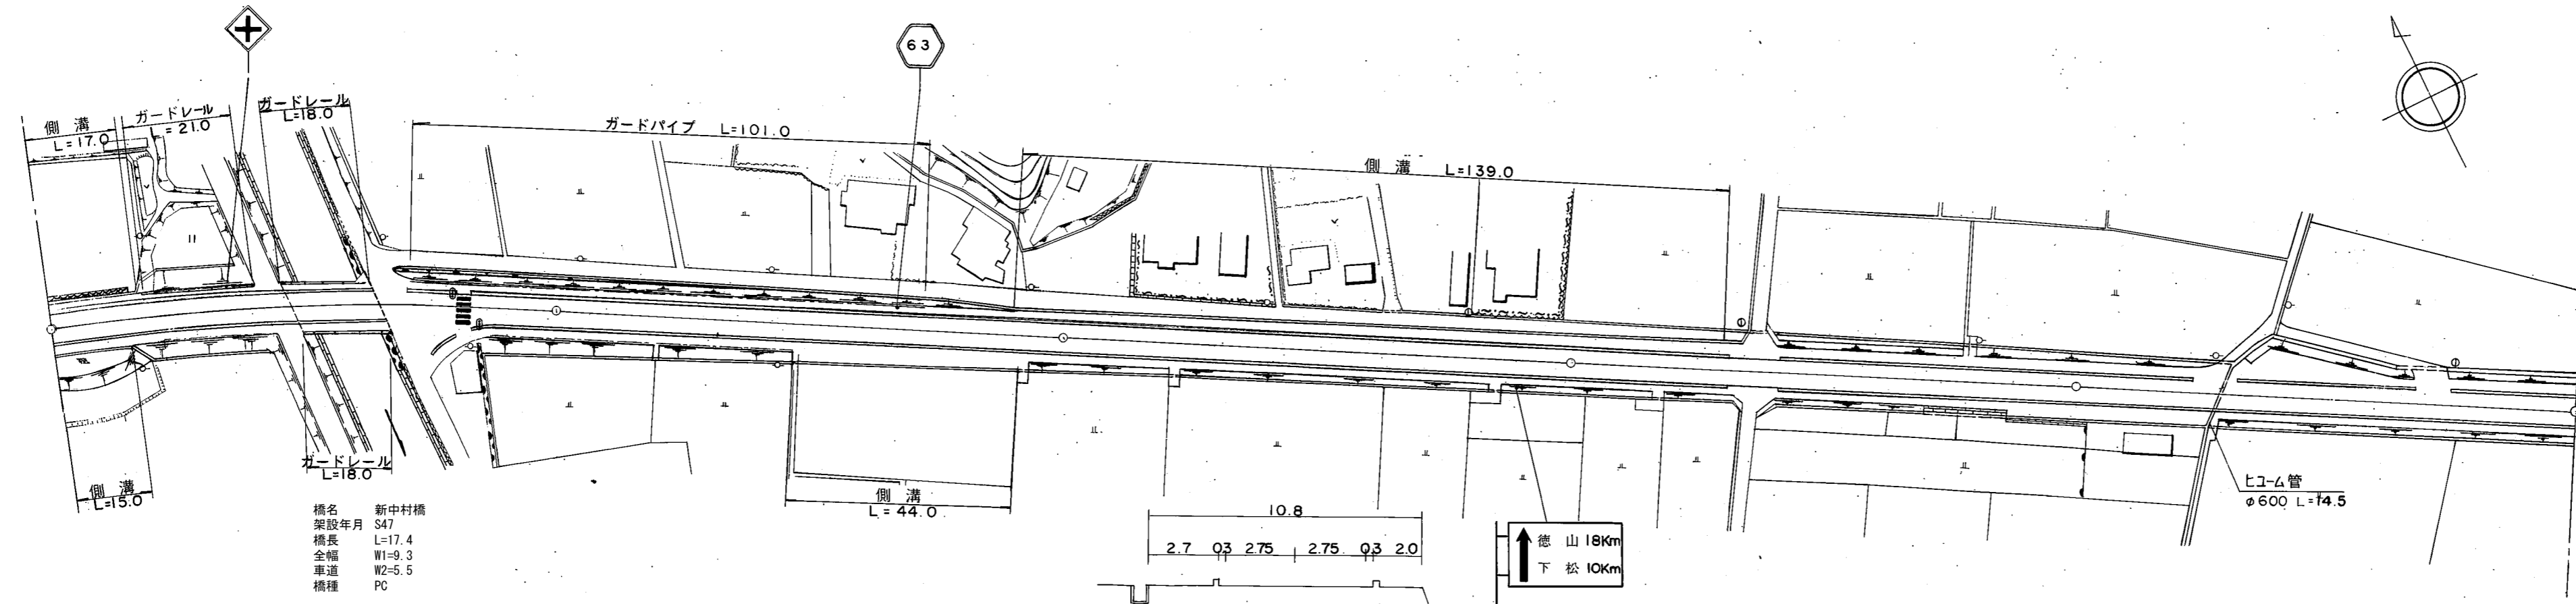 63
側溝
L=17.0
ガードレール
L=21.0
ガードレール
L=18.0
ガードパイプ L=101.0
側溝 L=139.0
側溝
L=15.0
ガードレール
L=18.0
橋名 新中村橋
架設年月 S47
橋長 L=17.4
全幅 W1=9.3
車道 W2=5.5
橋種 PC
側溝
L=44.0
10.8
2.7 0.3 2.75 2.75 0.3 2.0
徳山 18Km
下松 10Km
ヒューム管
φ600 L=14.5